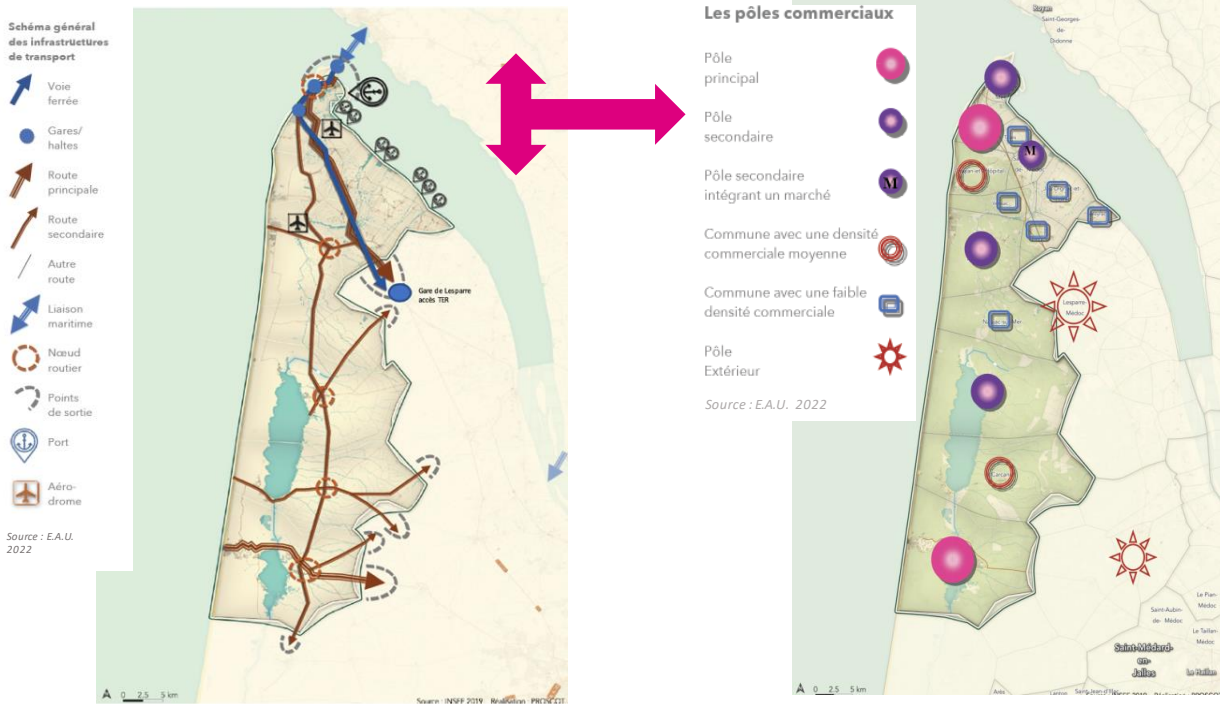 Schéma général
des infrastructures
de transport
Voie
ferrée
Gares/
haltes
Route
principale
Route
secondaire
Autre
route
Liaison
maritime
Nœud
routier
Points
de sortie
Port
Aéro-
drome
Source : E.A.U.
2022
Gare de Lesparre
accès TER
A 0 2.5 5 km
Source : INSEE 2019 Réalisation : PROSCOT
Les pôles commerciaux
Pôle
principal
Pôle
secondaire
Pôle secondaire
intégrant un marché
M
Commune avec une densité
commerciale moyenne
Commune avec une faible
densité commerciale
Pôle
Extérieur
Source : E.A.U. 2022
Royan
Saint-Georges-
de-
Didonne
M
Lesparre-
Médoc
Carcans
Le Pian-
Médoc
Saint-Aubin
de- Médoc
Le Taillan-
Médoc
Saint-Médard-
en-
Jalles
Le Haillan
Arès
Lanton
A 0 2.5 5 km